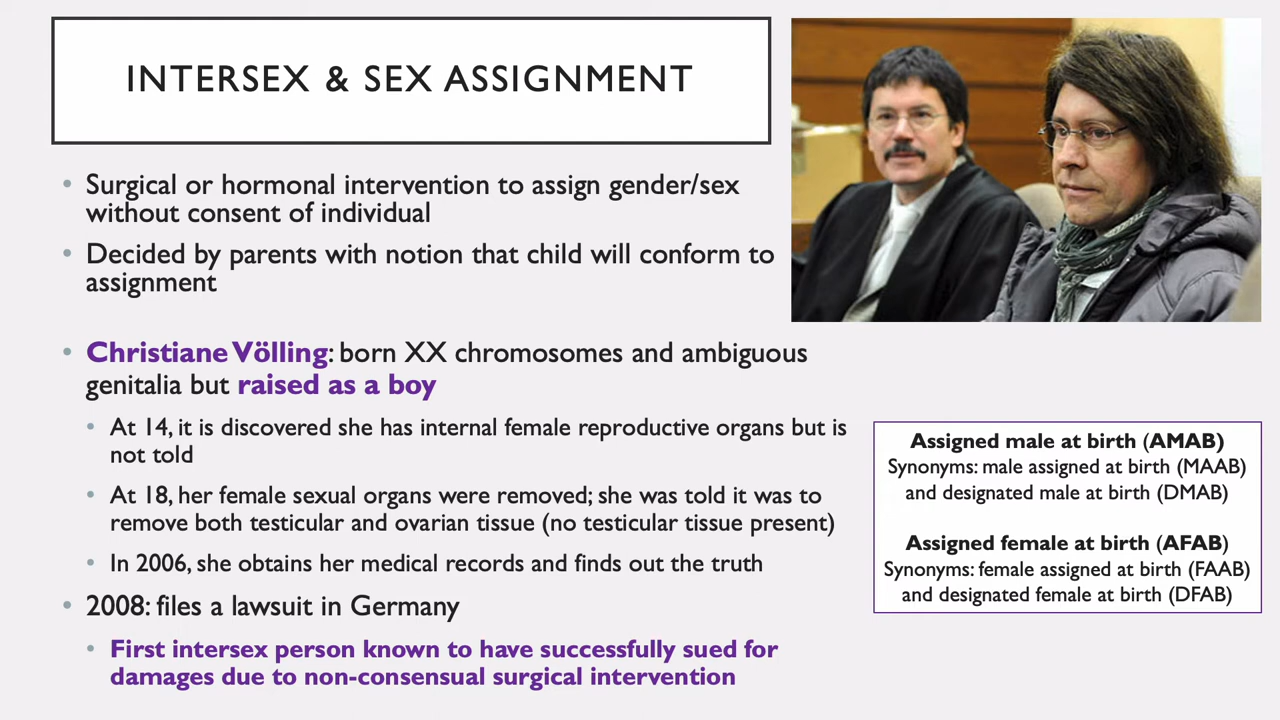 INTERSEX & SEX ASSIGNMENT
• Surgical or hormonal intervention to assign gender/sex
without consent of individual
• Decided by parents with notion that child will conform to
assignment
• Christiane Völling: born XX chromosomes and ambiguous
genitalia but raised as a boy
• At 14, it is discovered she has internal female reproductive organs but is
not told
• At 18, her female sexual organs were removed; she was told it was to
remove both testicular and ovarian tissue (no testicular tissue present)
• In 2006, she obtains her medical records and finds out the truth
• 2008: files a lawsuit in Germany
• First intersex person known to have successfully sued for
damages due to non-consensual surgical intervention
Assigned male at birth (AMAB)
Synonyms: male assigned at birth (MAAB)
and designated male at birth (DMAB)
Assigned female at birth (AFAB)
Synonyms: female assigned at birth (FAAB)
and designated female at birth (DFAB)